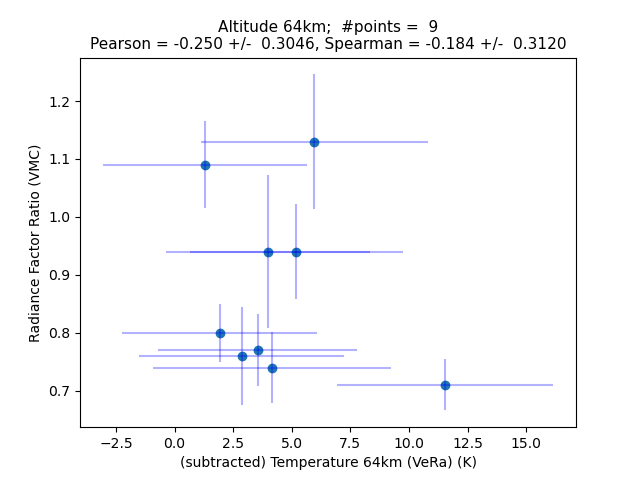 Altitude 64km;  #points =  9
Pearson = -0.250 +/-  0.3046, Spearman = -0.184 +/-  0.3120
Radiance Factor Ratio (VMC)
1.2
1.1
1.0
0.9
0.8
0.7
−2.5 0.0 2.5 5.0 7.5 10.0 12.5 15.0
(subtracted) Temperature 64km (VeRa) (K)